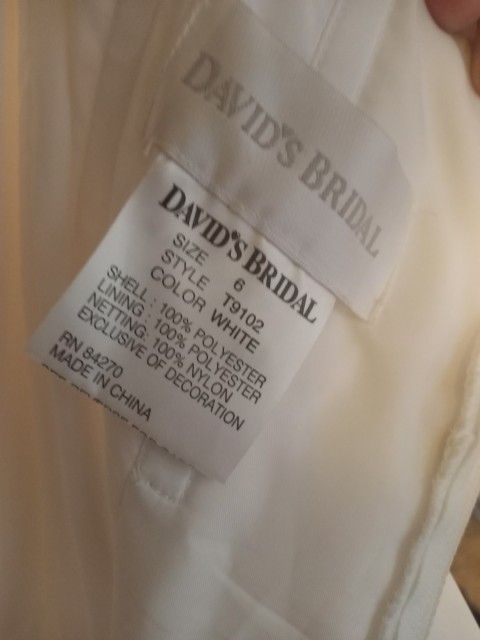 DAVID'S BRIDAL
DAVID'S BRIDAL
SIZE 6
STYLE T9102
COLOR WHITE
SHELL : 100% POLYESTER
LINING : 100% POLYESTER
NETTING: 100% NYLON
EXCLUSIVE OF DECORATION
RN 84270
MADE IN CHINA